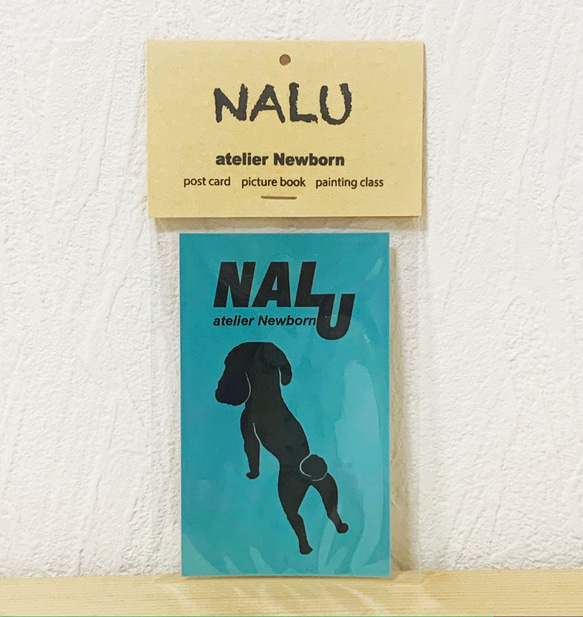 NALU
atelier Newborn
post card picture book painting class
NALU
atelier Newborn